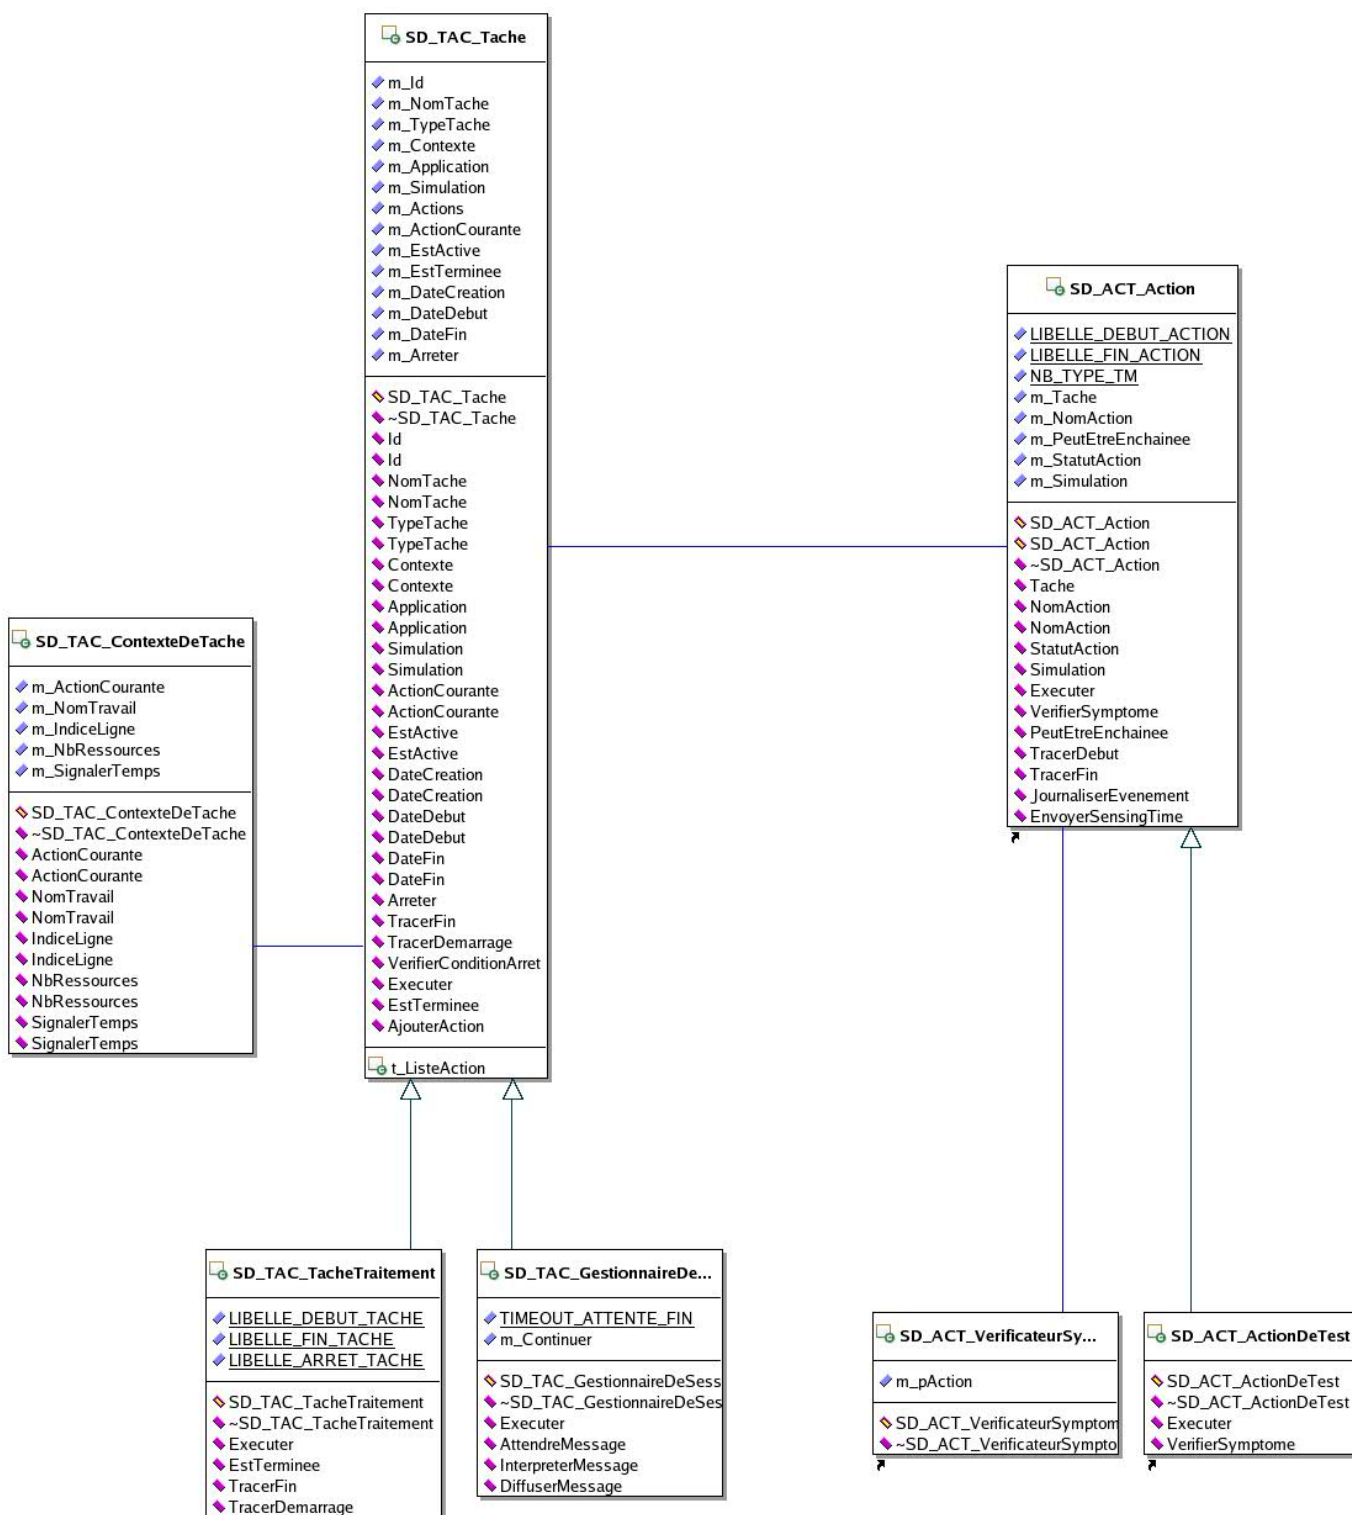 SD_TAC_Tache
m_Id
m_NomTache
m_TypeTache
m_Contexte
m_Application
m_Simulation
m_Actions
m_ActionCourante
m_EstActive
m_EstTerminee
m_DateCreation
m_DateDebut
m_DateFin
m_Arreter
SD_TAC_Tache
~SD_TAC_Tache
Id
Id
NomTache
NomTache
TypeTache
TypeTache
Contexte
Contexte
Application
Application
Simulation
Simulation
ActionCourante
ActionCourante
EstActive
EstActive
DateCreation
DateCreation
DateDebut
DateDebut
DateFin
DateFin
Arreter
TracerFin
TracerDemarrage
VerifierConditionArret
Executer
EstTerminee
AjouterAction
t_ListeAction
SD_ACT_Action
LIBELLE_DEBUT_ACTION
LIBELLE_FIN_ACTION
NB_TYPE_TM
m_Tache
m_NomAction
m_PeutEtreEnchainee
m_StatutAction
m_Simulation
SD_ACT_Action
SD_ACT_Action
~SD_ACT_Action
Tache
NomAction
NomAction
StatutAction
Simulation
Executer
VerifierSymptome
PeutEtreEnchainee
TracerDebut
TracerFin
JournaliserEvenement
EnvoyerSensingTime
SD_TAC_ContexteDeTache
m_ActionCourante
m_NomTravail
m_IndiceLigne
m_NbRessources
m_SignalerTemps
SD_TAC_ContexteDeTache
~SD_TAC_ContexteDeTache
ActionCourante
ActionCourante
NomTravail
NomTravail
IndiceLigne
IndiceLigne
NbRessources
NbRessources
SignalerTemps
SignalerTemps
SD_TAC_TacheTraitement
LIBELLE_DEBUT_TACHE
LIBELLE_FIN_TACHE
LIBELLE_ARRET_TACHE
SD_TAC_TacheTraitement
~SD_TAC_TacheTraitement
Executer
EstTerminee
TracerFin
TracerDemarrage
SD_TAC_GestionnaireDe...
TIMEOUT_ATTENTE_FIN
m_Continuer
SD_TAC_GestionnaireDeSess
~SD_TAC_GestionnaireDeSes
Executer
AttendreMessage
InterpreterMessage
DiffuserMessage
SD_ACT_VerificateurSy...
m_pAction
SD_ACT_VerificateurSymptom
~SD_ACT_VerificateurSympto
SD_ACT_ActionDeTest
SD_ACT_ActionDeTest
~SD_ACT_ActionDeTest
Executer
VerifierSymptome